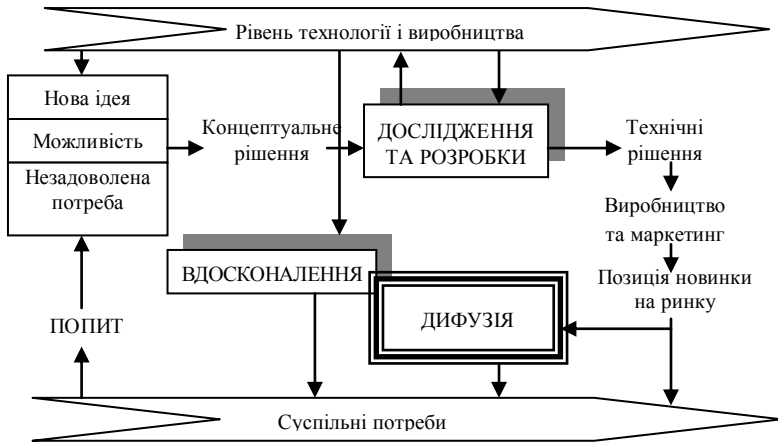 Рівень технології і виробництва
Нова ідея
Можливість
Незадоволена
потреба
Концептуальне
рішення
ДОСЛІДЖЕННЯ
ТА РОЗРОБКИ
Технічні
рішення
Виробництво
та маркетинг
Позиція новинки
на ринку
ВДОСКОНАЛЕННЯ
ДИФУЗІЯ
ПОПИТ
Суспільні потреби